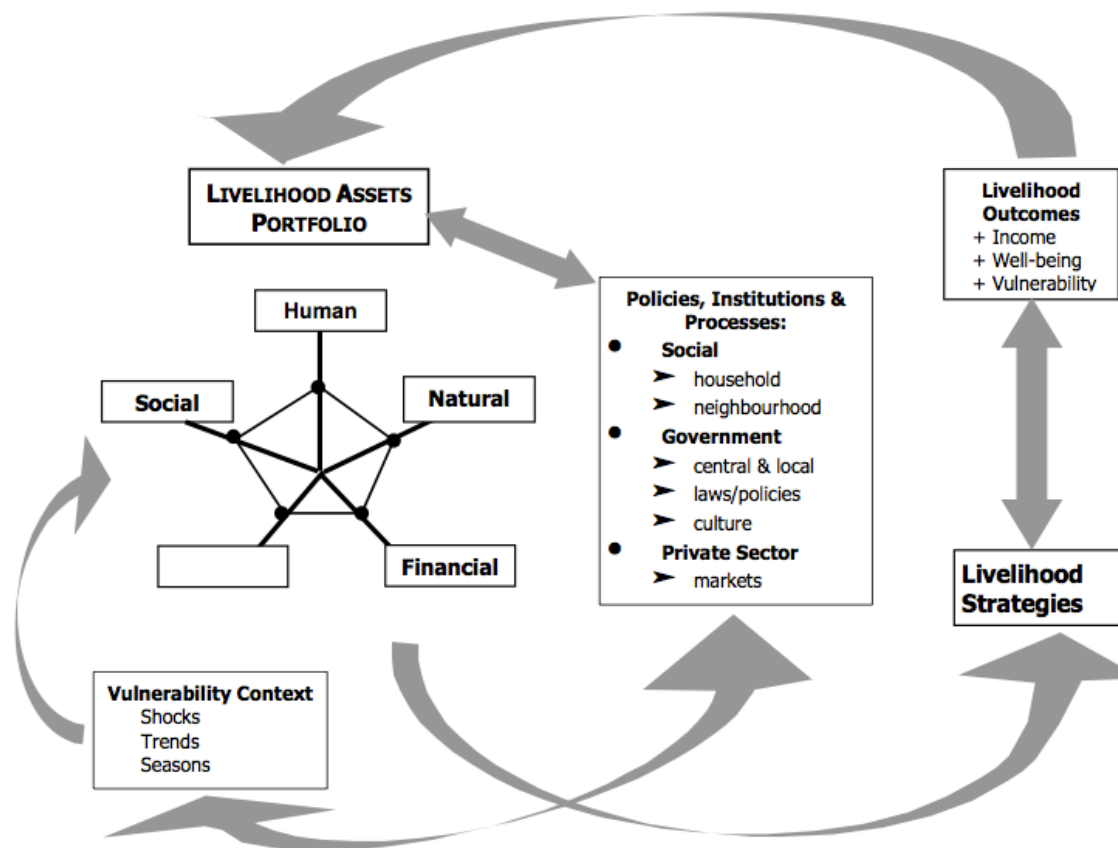 LIVELIHOOD ASSETS
PORTFOLIO
Human
Social
Natural
Financial
Vulnerability Context
Shocks
Trends
Seasons
Policies, Institutions &
Processes:
● Social
➤ household
➤ neighbourhood
● Government
➤ central & local
➤ laws/policies
➤ culture
● Private Sector
➤ markets
Livelihood
Outcomes
+ Income
+ Well-being
+ Vulnerability
Livelihood
Strategies